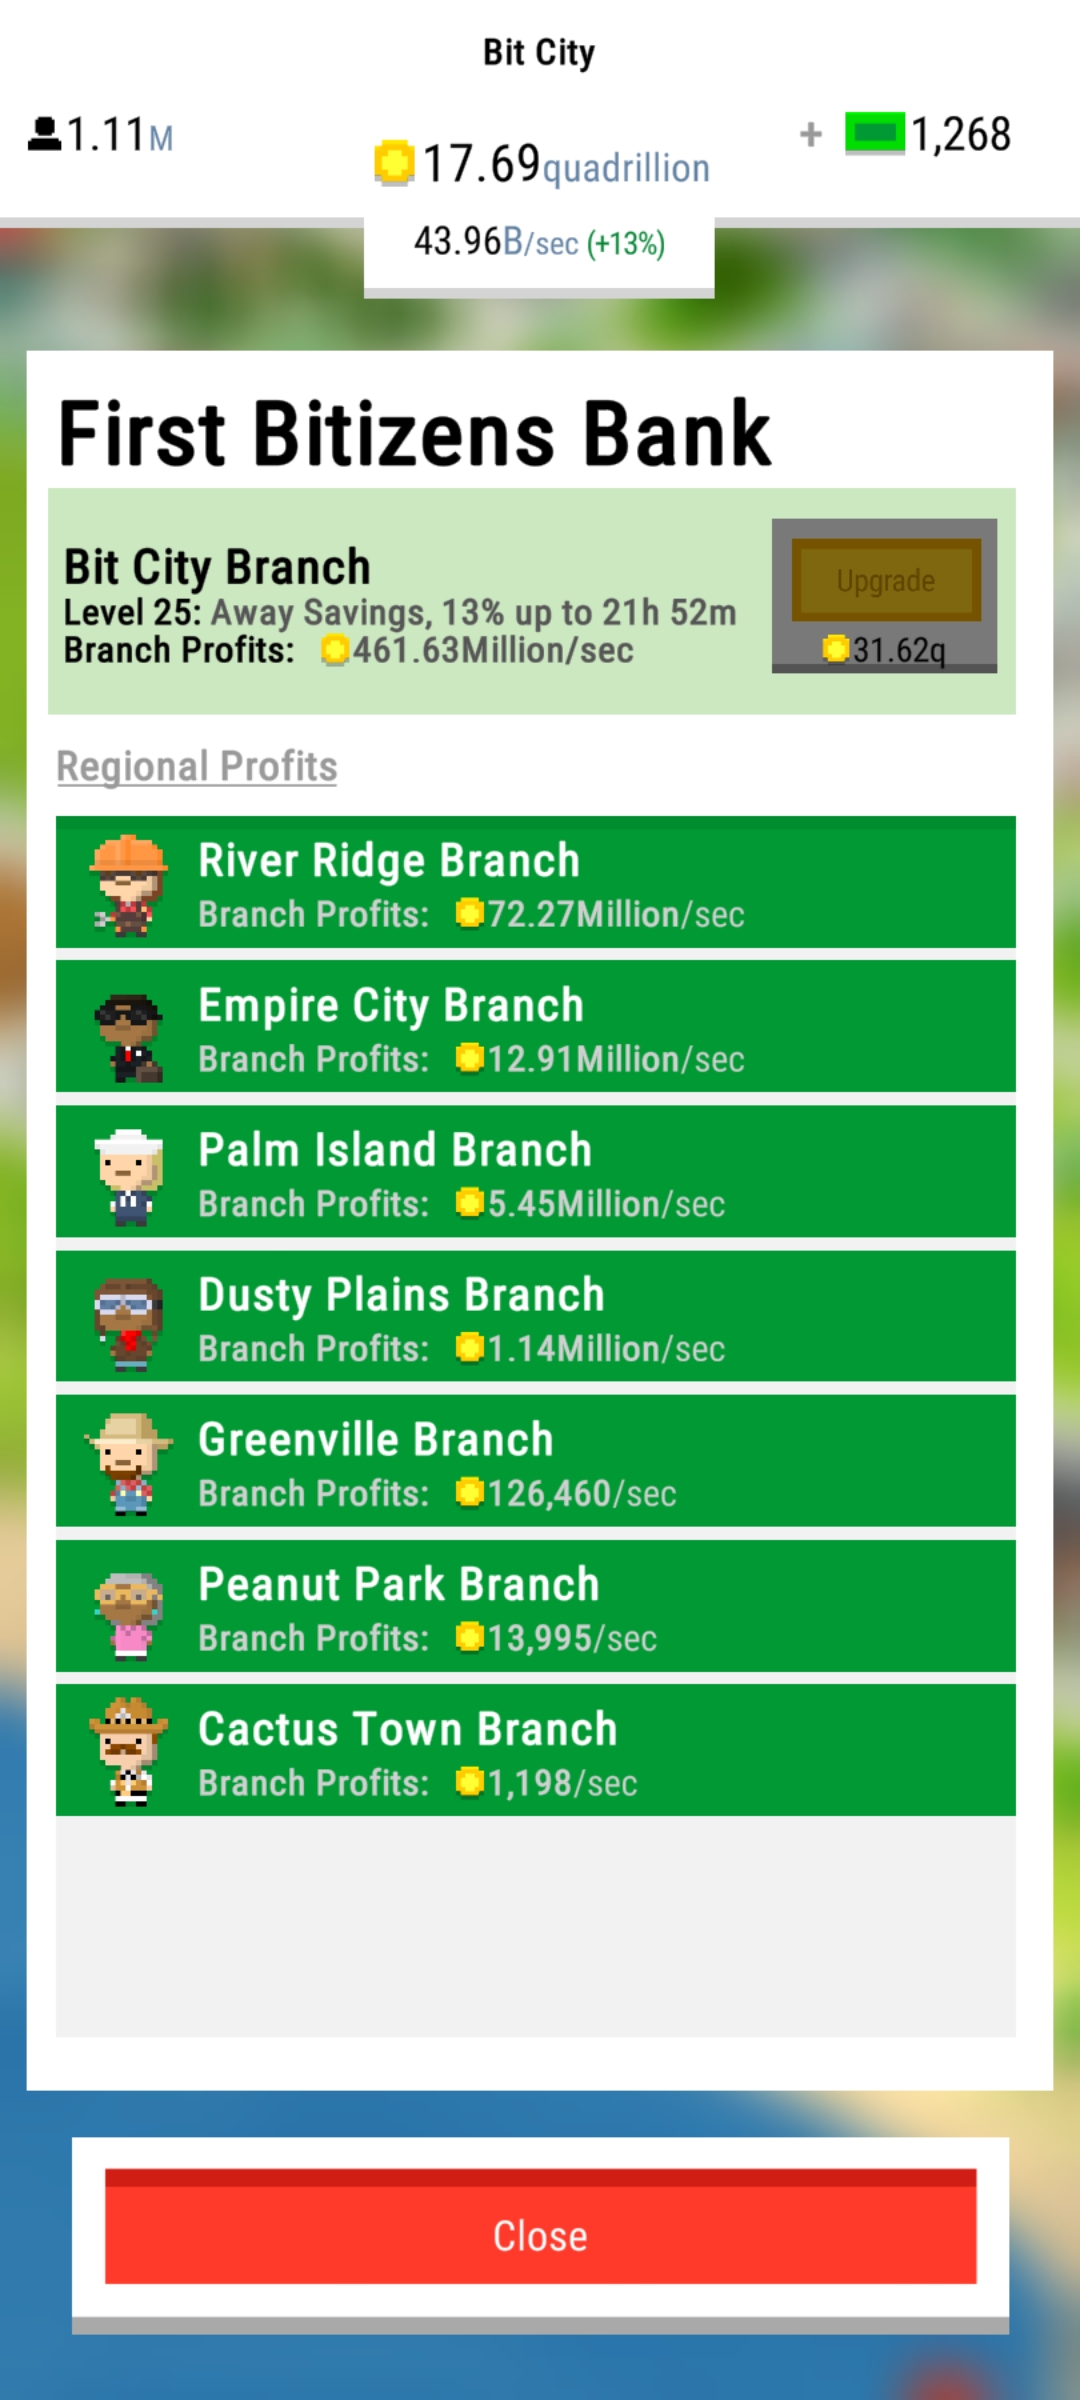 Bit City
1.11M
17.69quadrillion
+ 1,268
43.96B/sec (+13%)
First Bitizens Bank
Bit City Branch
Level 25: Away Savings, 13% up to 21h 52m
Branch Profits: 461.63Million/sec
Upgrade
31.62q
Regional Profits
River Ridge Branch
Branch Profits: 72.27Million/sec
Empire City Branch
Branch Profits: 12.91Million/sec
Palm Island Branch
Branch Profits: 5.45Million/sec
Dusty Plains Branch
Branch Profits: 1.14Million/sec
Greenville Branch
Branch Profits: 126,460/sec
Peanut Park Branch
Branch Profits: 13,995/sec
Cactus Town Branch
Branch Profits: 1,198/sec
Close